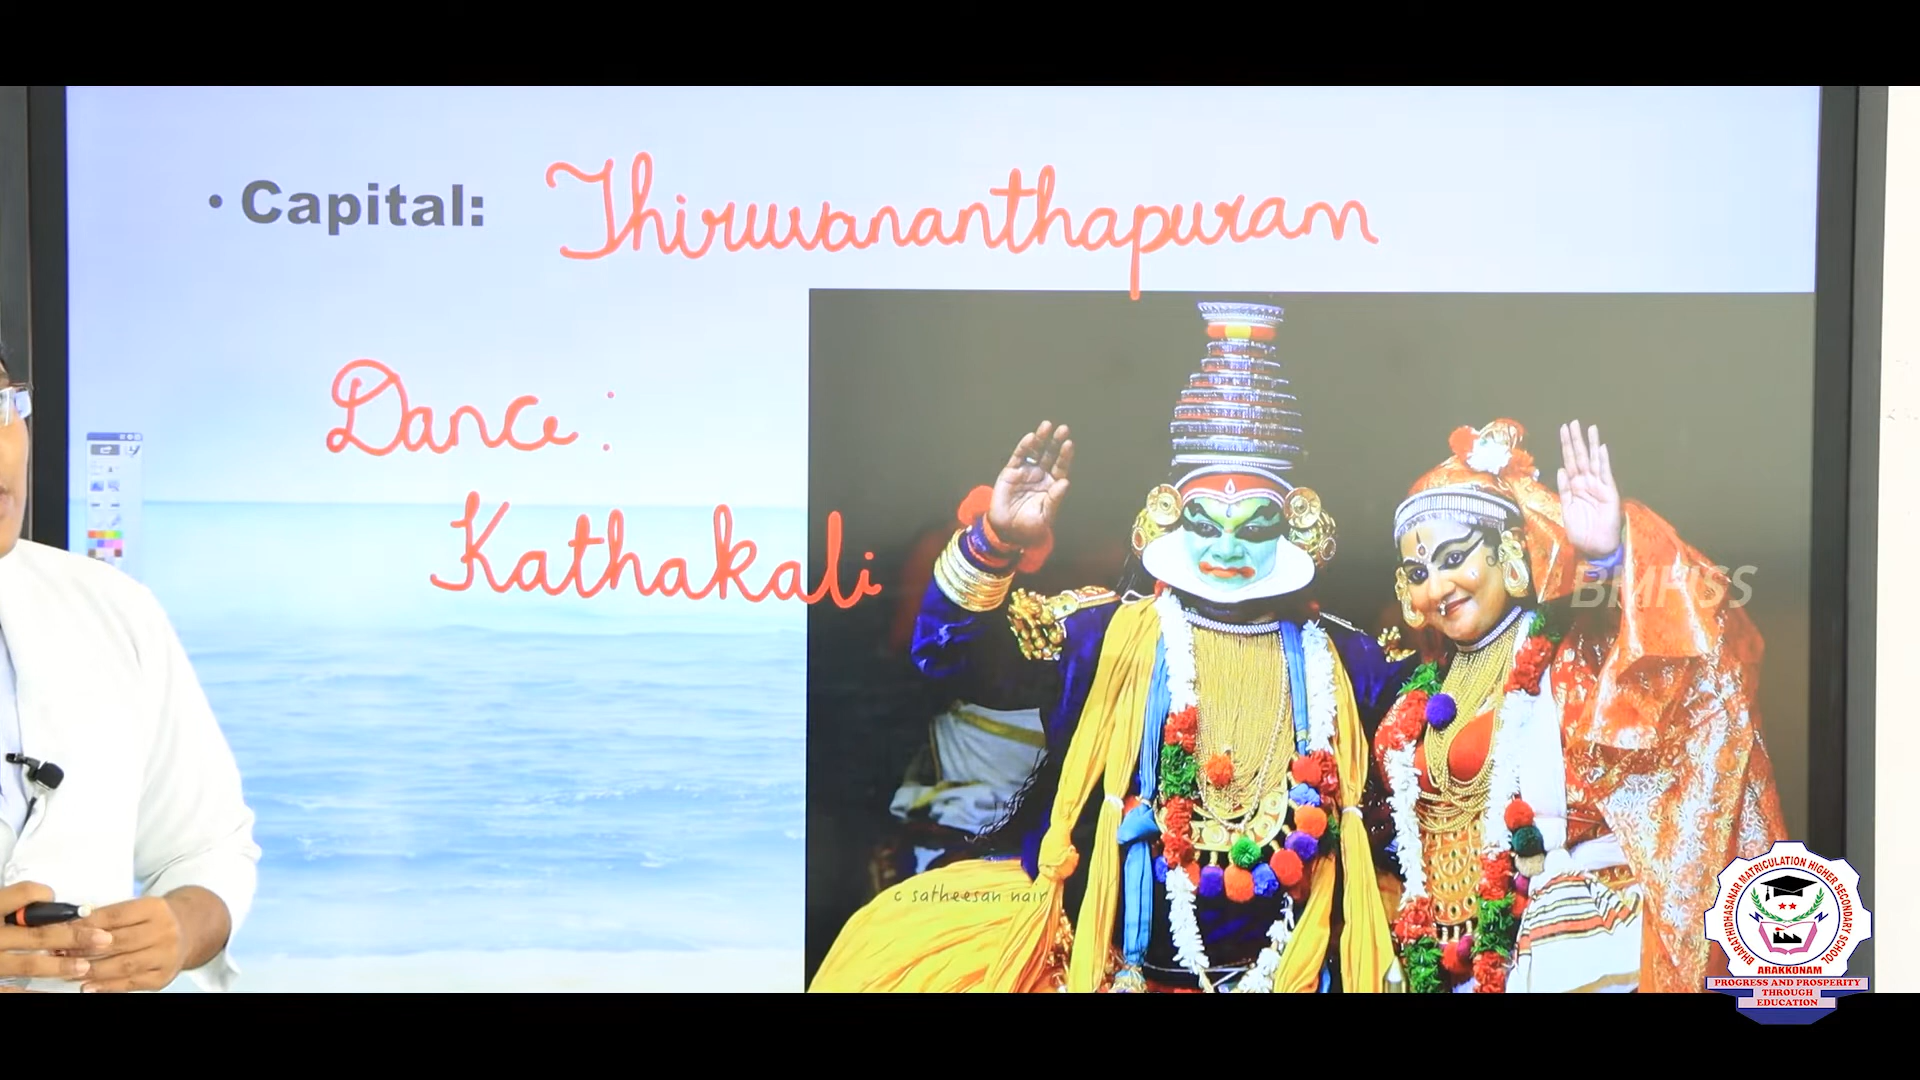 • Capital: Thiruvananthapuram
Dance :
Kathakali
BMHSS
c satheesan nair
BHARATHIDHASANAR MATRICULATION HIGHER SECONDARY SCHOOL
ARAKKONAM
PROGRESS AND PROSPERITY
THROUGH
EDUCATION